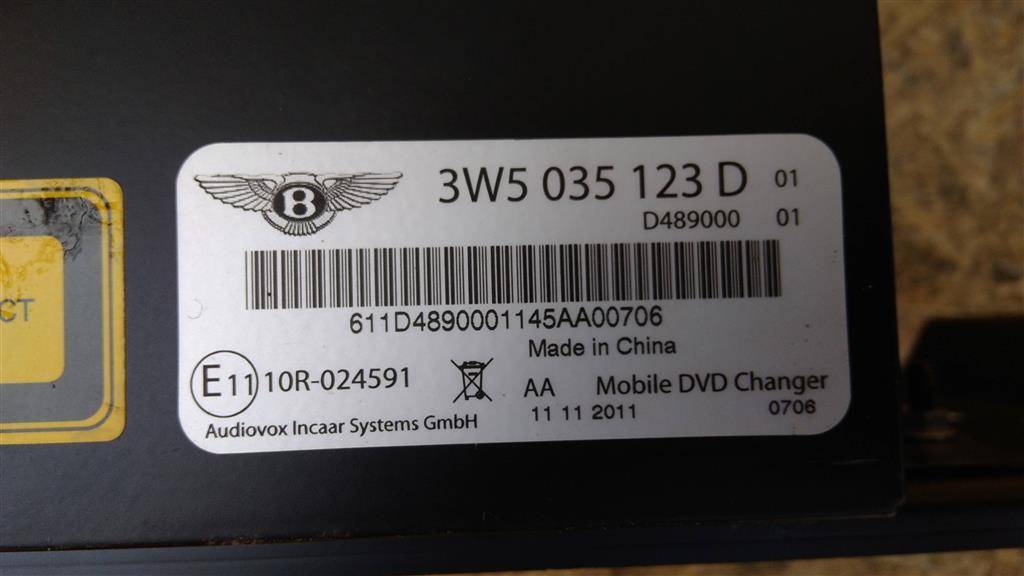 B
3W5 035 123 D 01
D489000 01
611D4890001145AA00706
Made in China
E11 10R-024591
AA Mobile DVD Changer
11 11 2011 0706
Audiovox Incaar Systems GmbH
CT